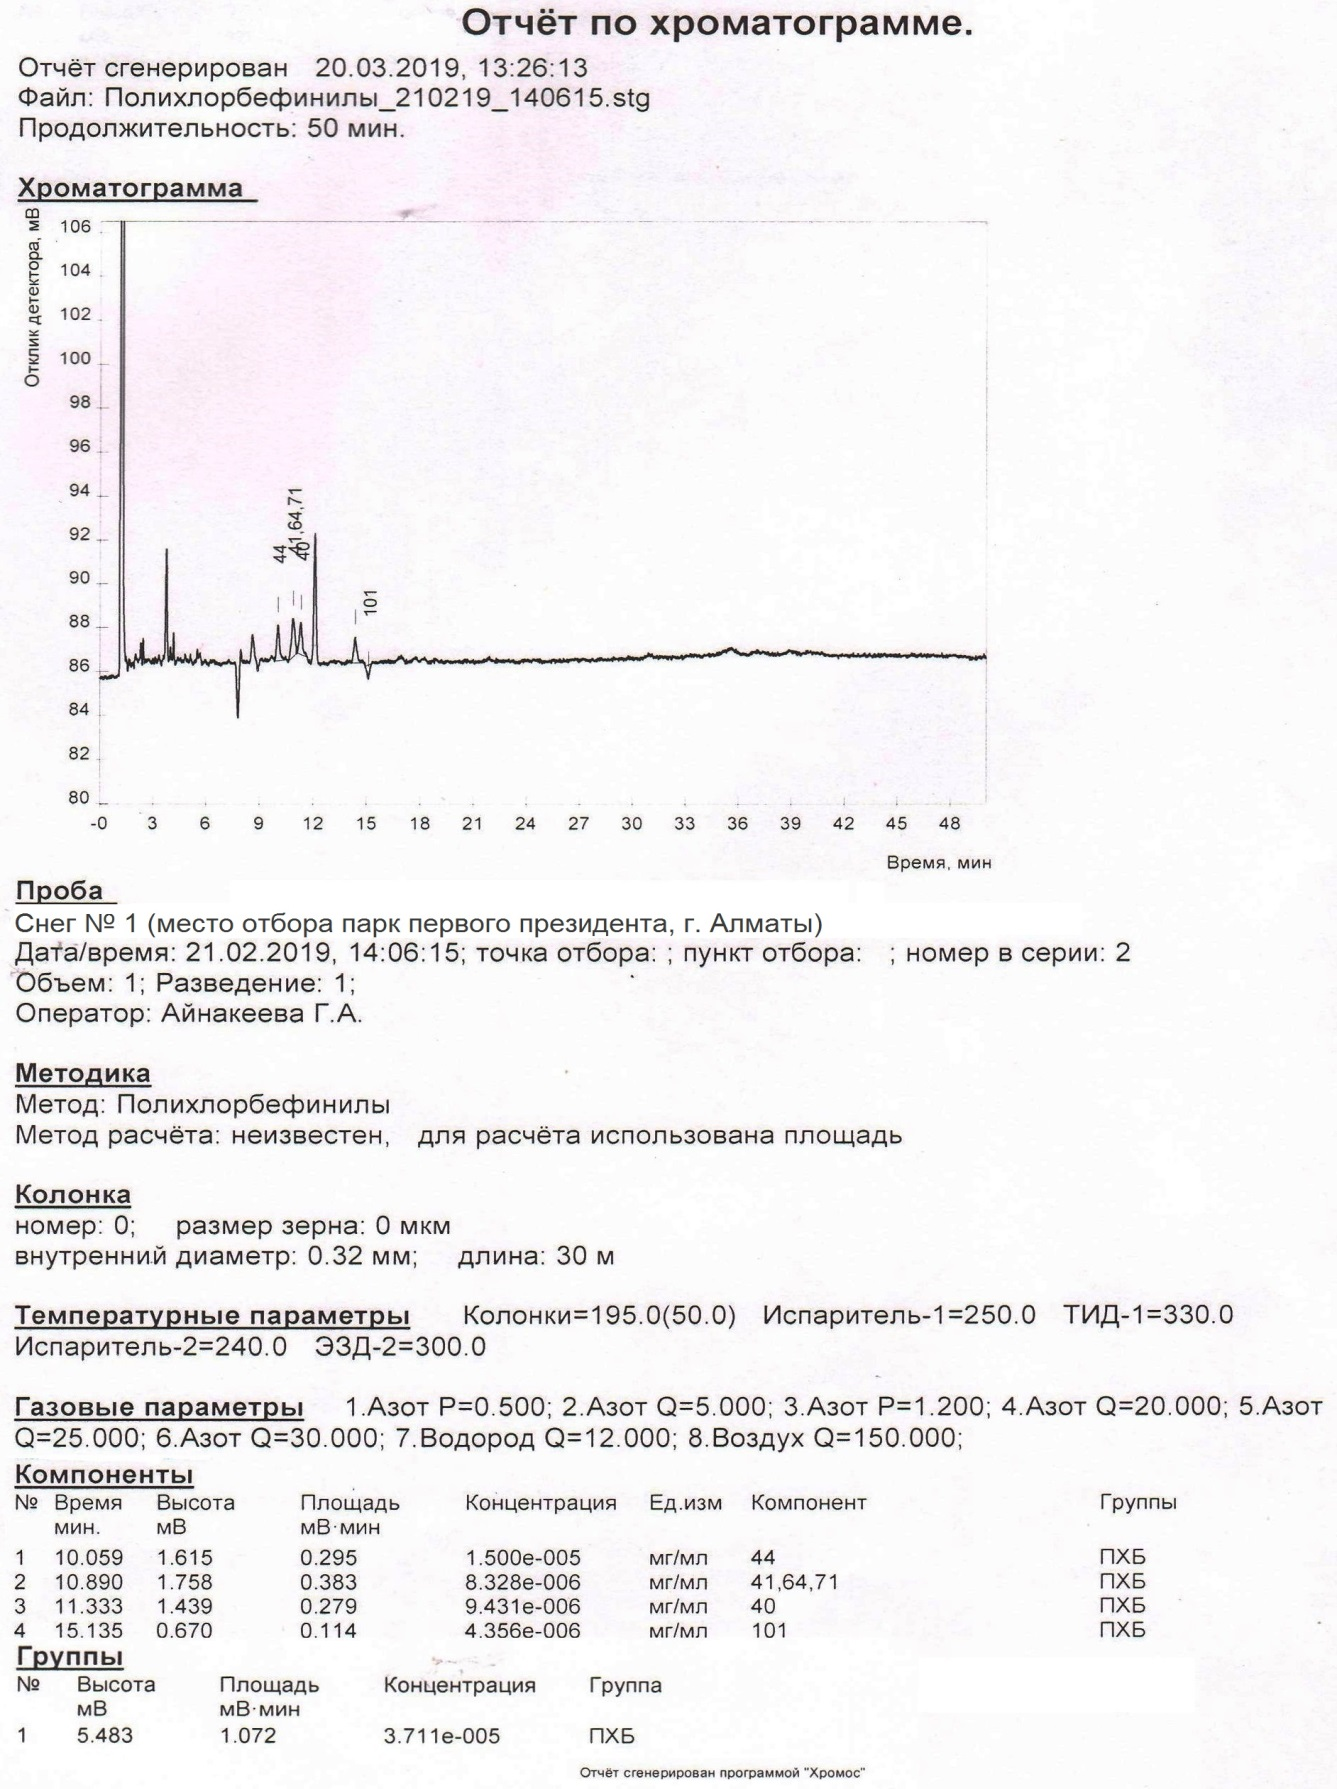 Отчёт по хроматограмме.
Отчёт сгенерирован 20.03.2019, 13:26:13
Файл: Полихлорбефинилы_210219_140615.stg
Продолжительность: 50 мин.
Хроматограмма
Отклик детектора, мВ
106
104
102
100
98
96
94
92
90
88
86
84
82
80
44
41,64,71
40
101
-0 3 6 9 12 15 18 21 24 27 30 33 36 39 42 45 48
Время, мин
Проба
Снег № 1 (место отбора парк первого президента, г. Алматы)
Дата/время: 21.02.2019, 14:06:15; точка отбора: ; пункт отбора: ; номер в серии: 2
Объем: 1; Разведение: 1;
Оператор: Айнакеева Г.А.
Методика
Метод: Полихлорбефинилы
Метод расчёта: неизвестен, для расчёта использована площадь
Колонка
номер: 0; размер зерна: 0 мкм
внутренний диаметр: 0.32 мм; длина: 30 м
Температурные параметры Колонки=195.0(50.0) Испаритель-1=250.0 ТИД-1=330.0
Испаритель-2=240.0 ЭЗД-2=300.0
Газовые параметры 1.Азот P=0.500; 2.Азот Q=5.000; 3.Азот P=1.200; 4.Азот Q=20.000; 5.Азот
Q=25.000; 6.Азот Q=30.000; 7.Водород Q=12.000; 8.Воздух Q=150.000;
Компоненты
№ Время Высота Площадь Концентрация Ед.изм Компонент Группы
мин. мВ мВ·мин
1 10.059 1.615 0.295 1.500e-005 мг/мл 44 ПХБ
2 10.890 1.758 0.383 8.328e-006 мг/мл 41,64,71 ПХБ
3 11.333 1.439 0.279 9.431e-006 мг/мл 40 ПХБ
4 15.135 0.670 0.114 4.356e-006 мг/мл 101 ПХБ
Группы
№ Высота Площадь Концентрация Группа
мВ мВ·мин
1 5.483 1.072 3.711e-005 ПХБ
Отчёт сгенерирован программой "Хромос"